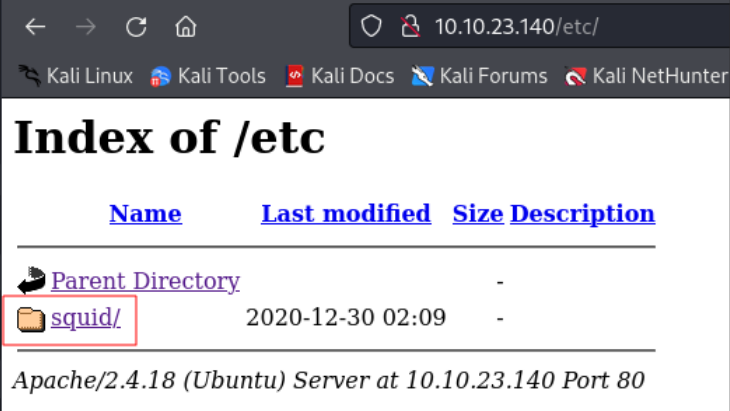 10.10.23.140/etc/
Kali Linux Kali Tools Kali Docs Kali Forums Kali NetHunter
Index of /etc
Name Last modified Size Description
Parent Directory -
squid/ 2020-12-30 02:09 -
Apache/2.4.18 (Ubuntu) Server at 10.10.23.140 Port 80